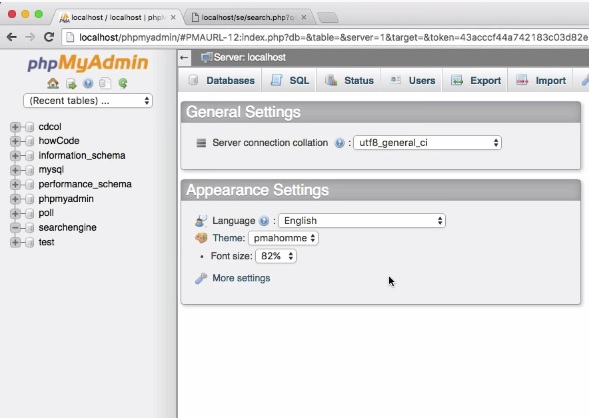 localhost / localhost | phpM
localhost/se/search.php?q
localhost/phpmyadmin/#PMAURL-12:index.php?db=&table=&server=1&target=&token=43acccf44a742183c03d82e
phpMyAdmin
(Recent tables) ...
cdcol
howCode
information_schema
mysql
performance_schema
phpmyadmin
poll
searchengine
test
Server: localhost
Databases SQL Status Users Export Import
General Settings
Server connection collation : utf8_general_ci
Appearance Settings
Language : English
Theme: pmahomme
• Font size: 82%
More settings